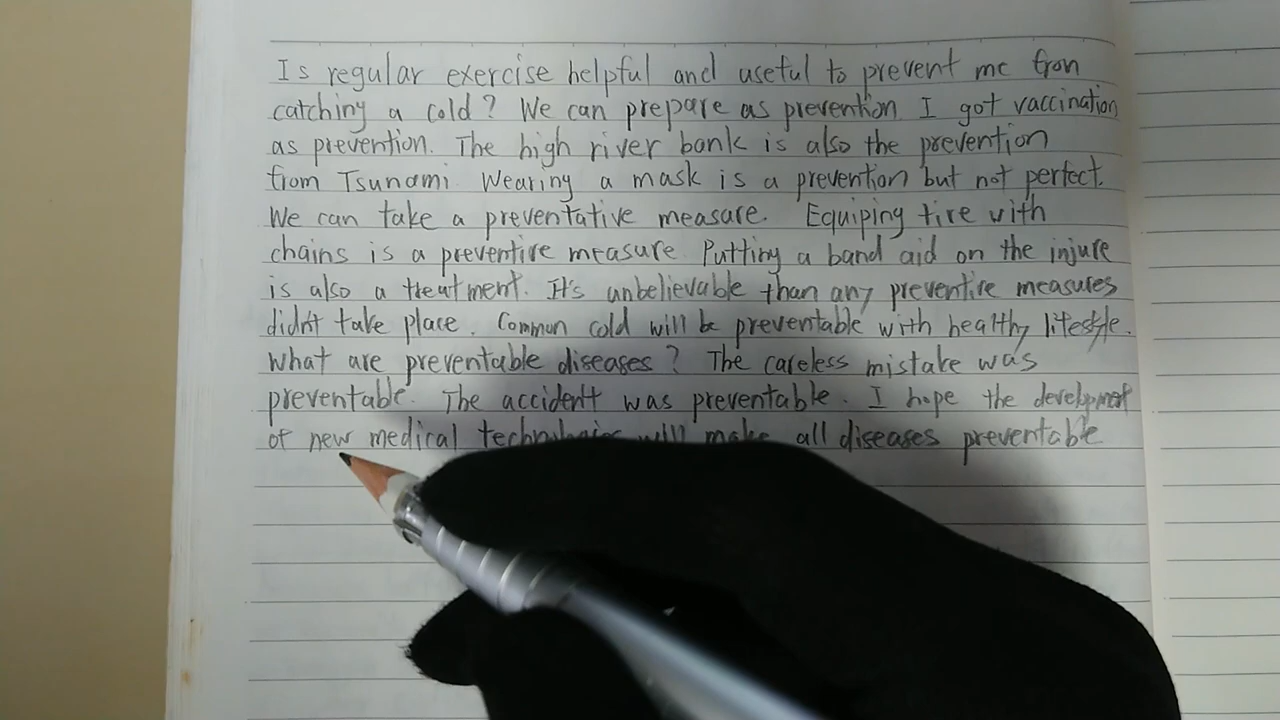 Is regular exercise helpful and useful to prevent me from
catching a cold? We can prepare as prevention I got vaccination
as prevention. The high river bank is also the prevention
from Tsunami. Wearing a mask is a prevention but not perfect.
We can take a preventative measure. Equiping tire with
chains is a preventive measure Putting a band aid on the injure
is also a treatment. It's unbelievable than any preventive measures
didn't take place. Common cold will be preventable with healthy lifestyle.
What are preventable diseases? The careless mistake was
preventable. The accident was preventable. I hope the development
of new medical technologies will make all diseases preventable